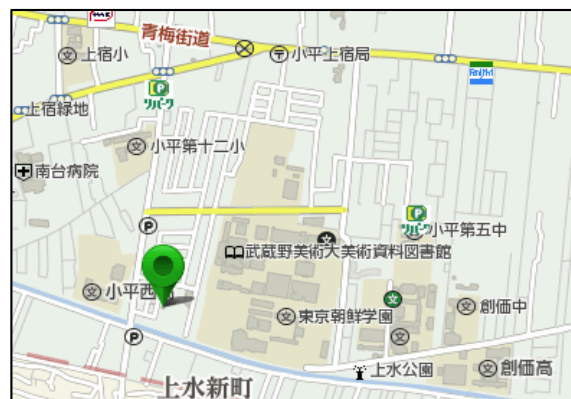 青梅街道
上宿小
小平上宿局
FamilyMart
リパーク
上宿緑地
小平第十二小
南台病院
P
リパーク
小平第五中
武蔵野美術大美術資料図書館
小平西
創価中
東京朝鮮学園
P
上水公園
創価高
上水新町